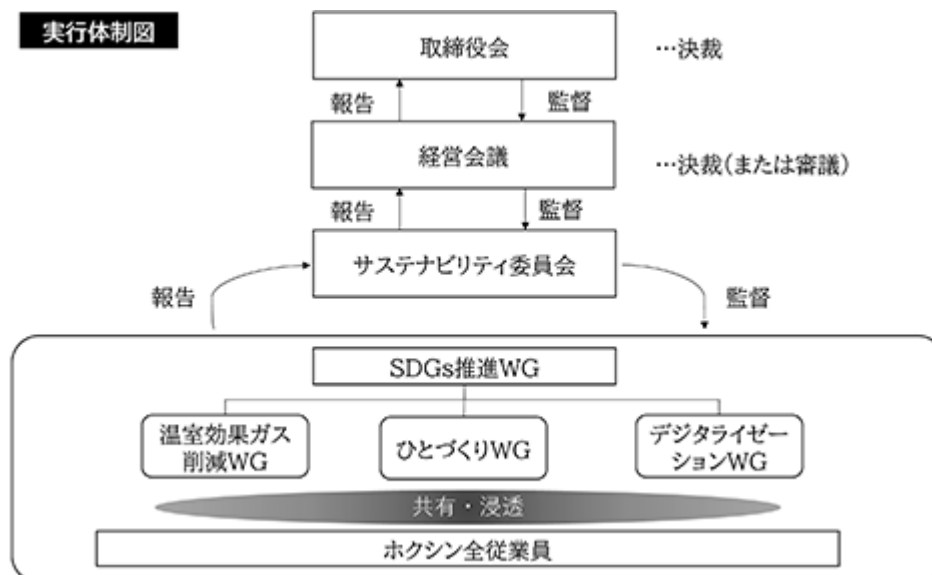 実行体制図
取締役会
…決裁
報告
監督
経営会議
…決裁(または審議)
報告
監督
サステナビリティ委員会
報告
監督
SDGs推進WG
温室効果ガス
削減WG
ひとづくりWG
デジタライゼー
ションWG
共有・浸透
ホクシン全従業員